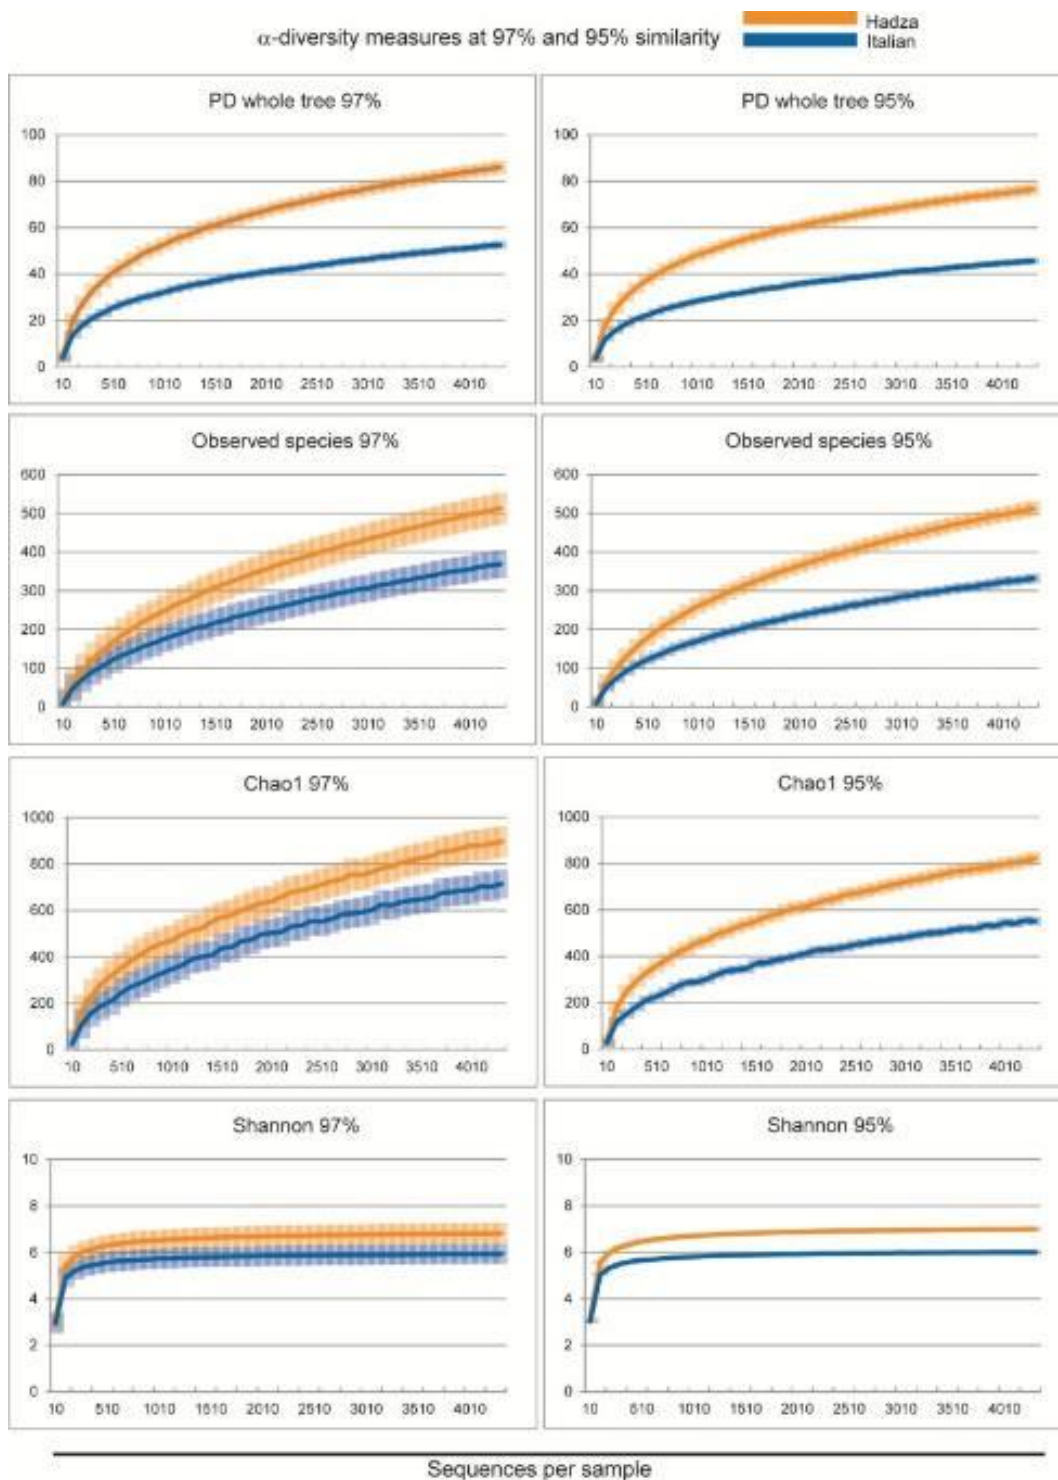 α-diversity measures at 97% and 95% similarity
Hadza
Italian
PD whole tree 97%
100
80
60
40
20
0
10 510 1010 1510 2010 2510 3010 3510 4010
PD whole tree 95%
100
80
60
40
20
0
10 510 1010 1510 2010 2510 3010 3510 4010
Observed species 97%
600
500
400
300
200
100
0
10 510 1010 1510 2010 2510 3010 3510 4010
Observed species 95%
600
500
400
300
200
100
0
10 510 1010 1510 2010 2510 3010 3510 4010
Chao1 97%
1000
800
600
400
200
0
10 510 1010 1510 2010 2510 3010 3510 4010
Chao1 95%
1000
800
600
400
200
0
10 510 1010 1510 2010 2510 3010 3510 4010
Shannon 97%
10
8
6
4
2
0
10 510 1010 1510 2010 2510 3010 3510 4010
Shannon 95%
10
8
6
4
2
0
10 510 1010 1510 2010 2510 3010 3510 4010
Sequences per sample